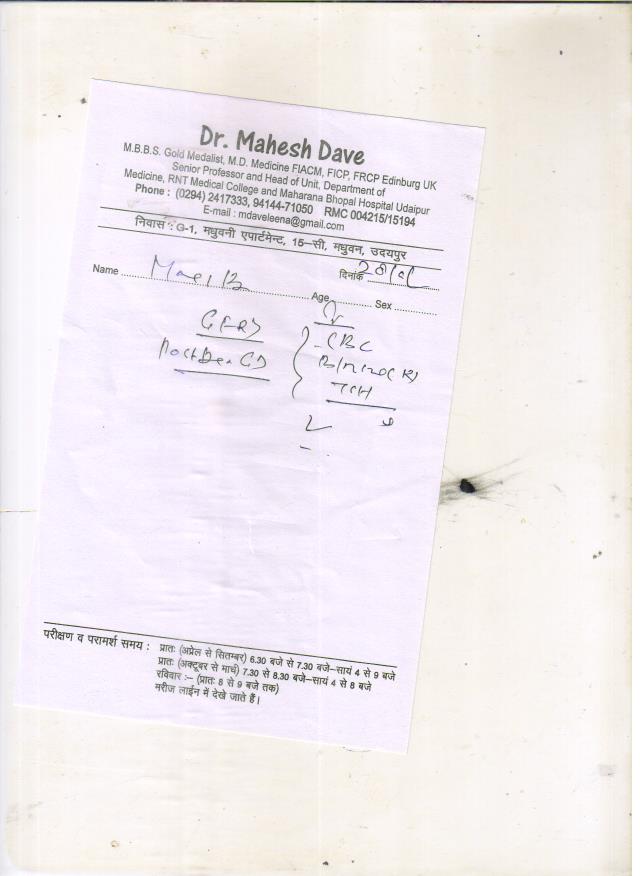 Dr. Mahesh Dave
M.B.B.S. Gold Medalist, M.D. Medicine FIACM, FICP, FRCP Edinburg UK
Senior Professor and Head of Unit, Department of
Medicine, RNT Medical College and Maharana Bhopal Hospital Udaipur
Phone : (0294) 2417333, 94144-71050 RMC 004215/15194
E-mail : mdaveleena@gmail.com
निवास : G-1, मधुवनी एपार्टमेन्ट, 15–सी, मधुवन, उदयपुर
दिनांक
Name Age Sex
CBC
परीक्षण व परामर्श समय : प्रातः (अप्रेल से सितम्बर) 6.30 बजे से 7.30 बजे–सायं 4 से 9 बजे
प्रातः (अक्टूबर से मार्च) 7.30 से 8.30 बजे–सायं 4 से 8 बजे
रविवार :– (प्रातः 8 से 9 बजे तक)
मरीज लाईन में देखे जाते हैं।